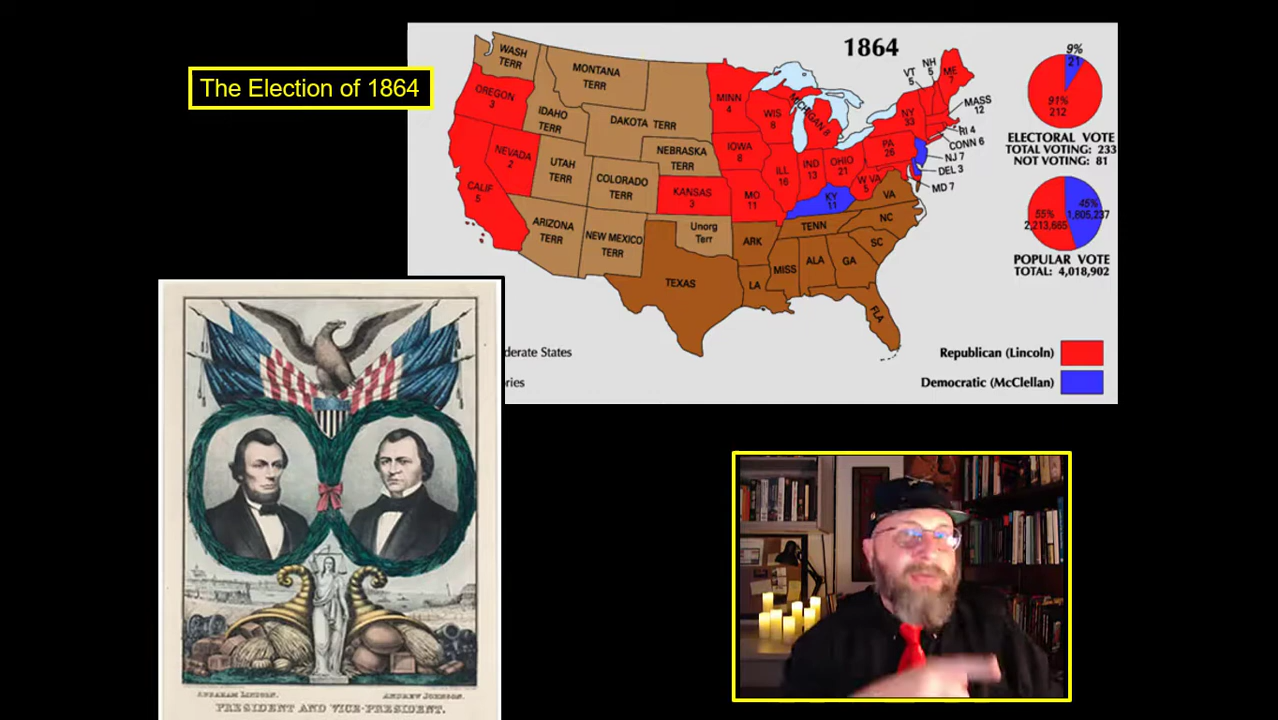 The Election of 1864
1864
WASH
TERR
OREGON
3
CALIF
5
NEVADA
2
IDAHO
TERR
MONTANA
TERR
DAKOTA TERR
NEBRASKA
TERR
UTAH
TERR
COLORADO
TERR
KANSAS
3
ARIZONA
TERR
NEW MEXICO
TERR
Unorg
Terr
TEXAS
MINN
4
IOWA
8
MO
11
ARK
LA
WIS
8
ILL
16
MICHIGAN 8
IND
13
OHIO
21
KY
11
TENN
MISS
ALA
GA
FLA
SC
NC
VA
W VA
5
PA
26
NY
33
VT
5
NH
5
ME
7
MASS
12
RI 4
CONN 6
NJ 7
DEL 3
MD 7
9%
21
91%
212
ELECTORAL VOTE
TOTAL VOTING: 233
NOT VOTING: 81
55%
2,213,665
45%
1,805,237
POPULAR VOTE
TOTAL: 4,018,902
derate States
ries
Republican (Lincoln)
Democratic (McClellan)
ABRAHAM LINCOLN.
ANDREW JOHNSON.
PRESIDENT AND VICE-PRESIDENT.